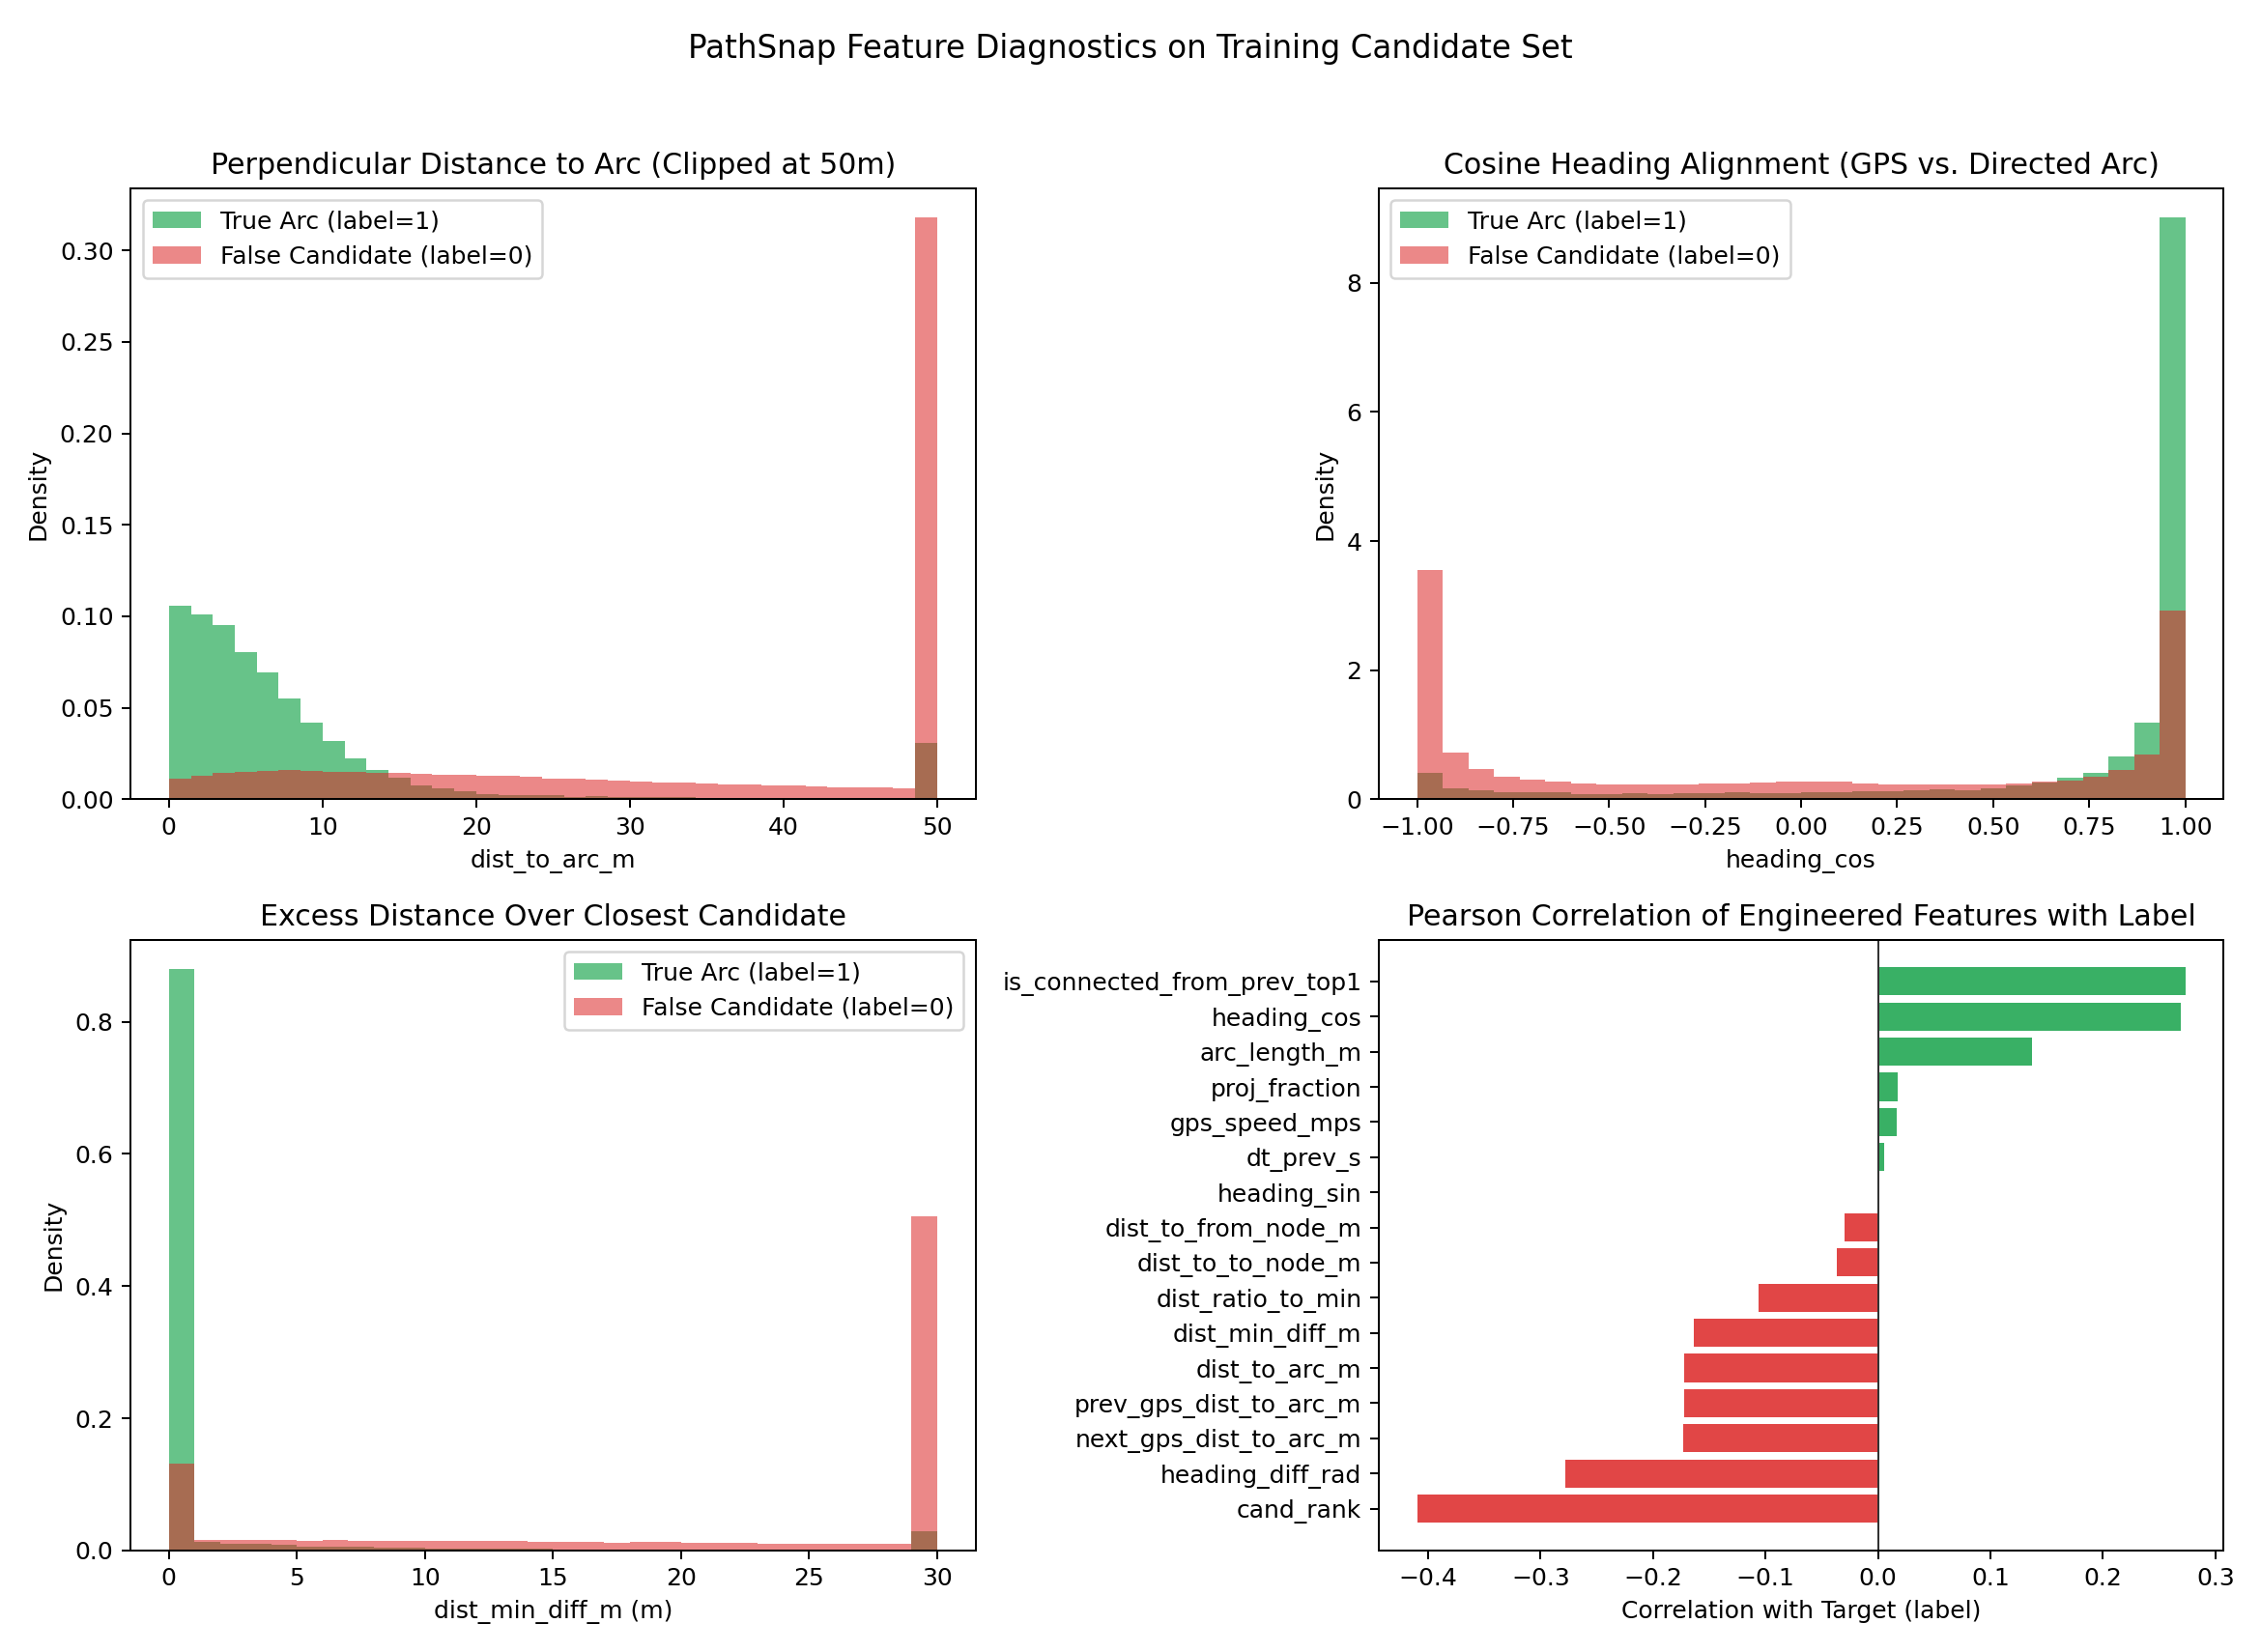 PathSnap Feature Diagnostics on Training Candidate Set
Perpendicular Distance to Arc (Clipped at 50m)
True Arc (label=1)
False Candidate (label=0)
Density
0.30
0.25
0.20
0.15
0.10
0.05
0.00
0
10
20
30
40
50
dist_to_arc_m
Cosine Heading Alignment (GPS vs. Directed Arc)
True Arc (label=1)
False Candidate (label=0)
Density
8
6
4
2
0
−1.00
−0.75
−0.50
−0.25
0.00
0.25
0.50
0.75
1.00
heading_cos
Excess Distance Over Closest Candidate
True Arc (label=1)
False Candidate (label=0)
Density
0.8
0.6
0.4
0.2
0.0
0
5
10
15
20
25
30
dist_min_diff_m (m)
Pearson Correlation of Engineered Features with Label
is_connected_from_prev_top1
heading_cos
arc_length_m
proj_fraction
gps_speed_mps
dt_prev_s
heading_sin
dist_to_from_node_m
dist_to_to_node_m
dist_ratio_to_min
dist_min_diff_m
dist_to_arc_m
prev_gps_dist_to_arc_m
next_gps_dist_to_arc_m
heading_diff_rad
cand_rank
−0.4
−0.3
−0.2
−0.1
0.0
0.1
0.2
0.3
Correlation with Target (label)